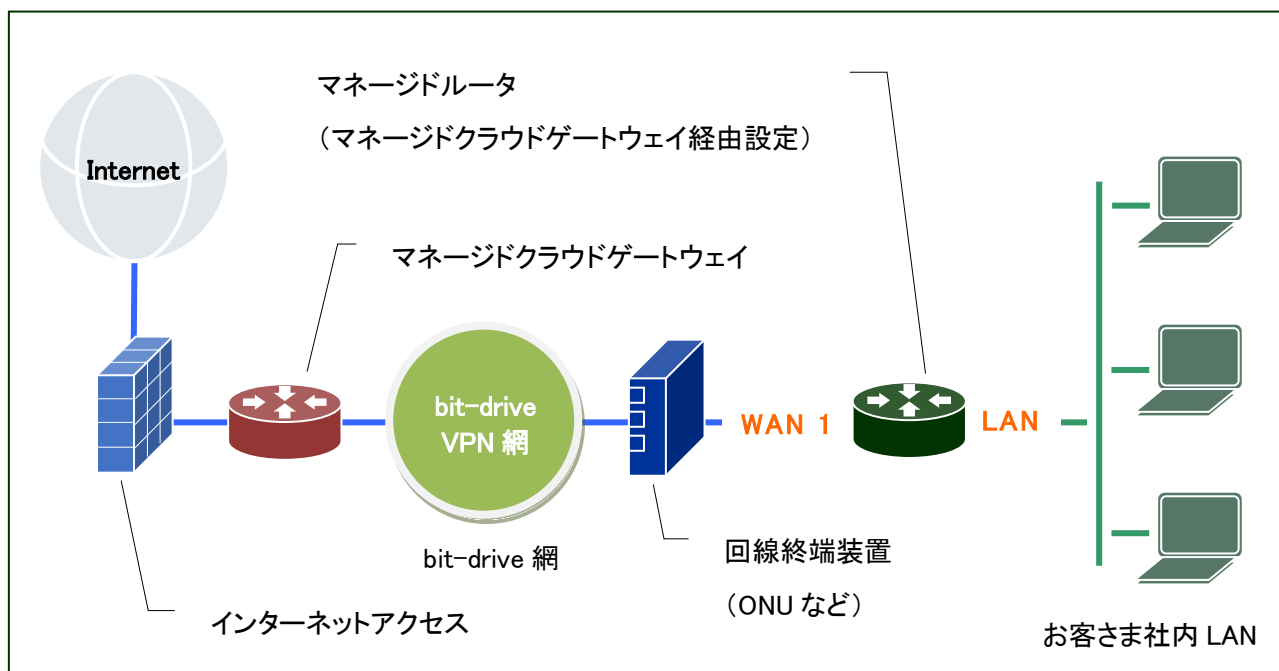 マネージドルータ
（マネージドクラウドゲートウェイ経由設定）
Internet
マネージドクラウドゲートウェイ
bit-drive
VPN 網
WAN 1
LAN
bit-drive 網
回線終端装置
（ONU など）
インターネットアクセス
お客さま社内 LAN